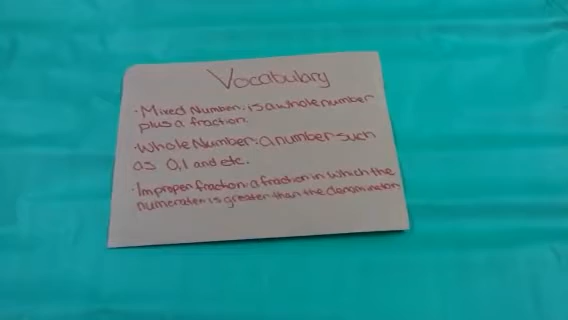 Vocabulary
·Mixed Number: is a whole number
plus a fraction.
·Whole Number: a number such
as 0,1 and etc.
·Improper fraction: a fraction in which the
numerator is greater than the denominator